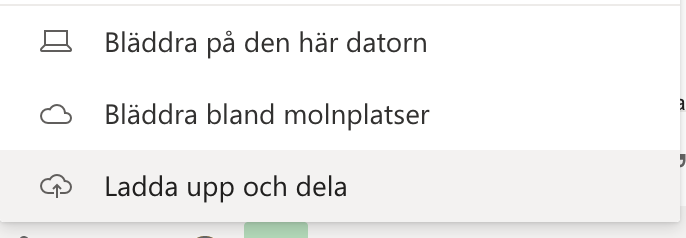 Bläddra på den här datorn
Bläddra bland molnplatser
Ladda upp och dela